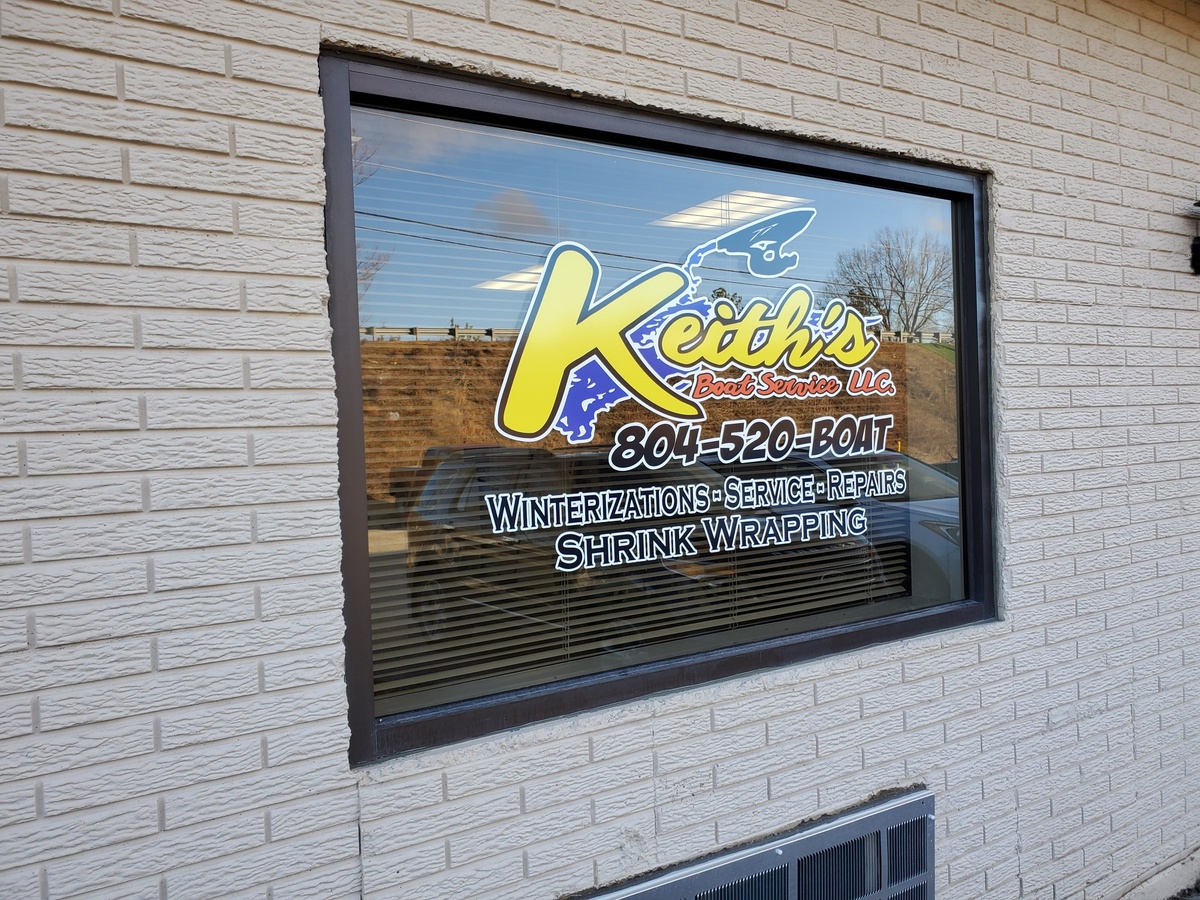 Keith's
Boat Service LLC.
804-520-BOAT
Winterizations - Service - Repairs
Shrink Wrapping